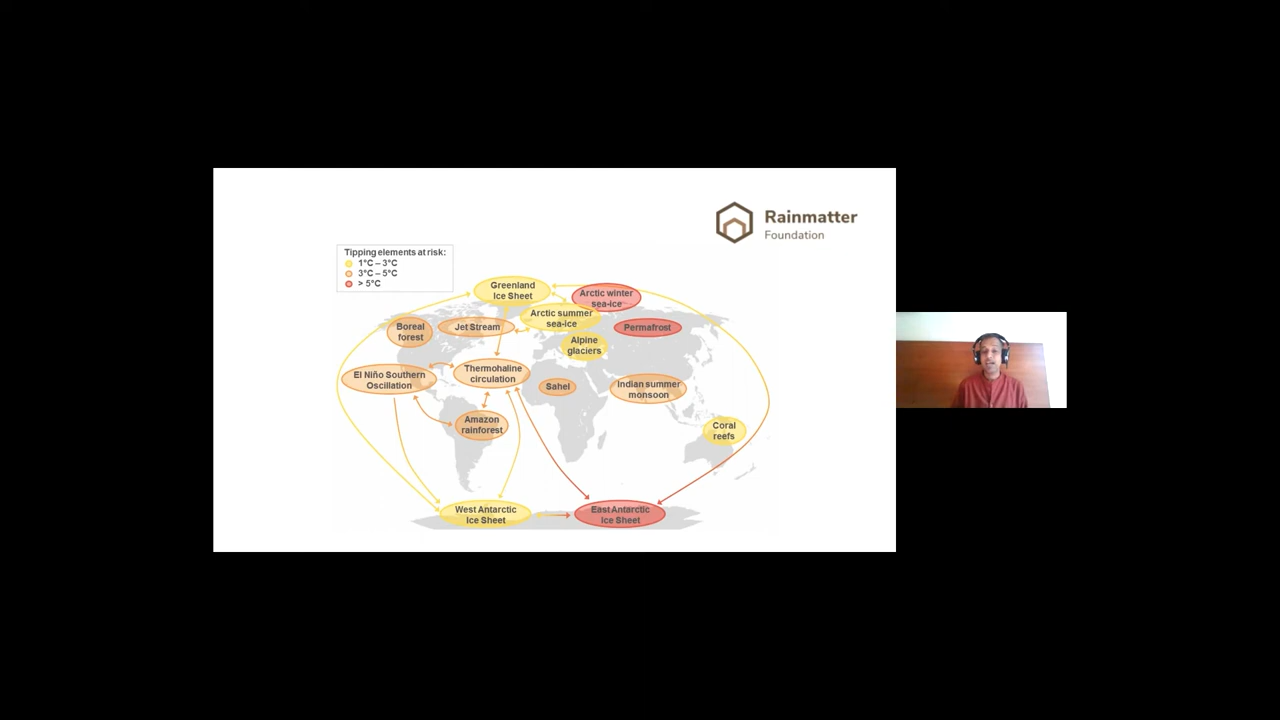 Rainmatter
Foundation
Tipping elements at risk:
1°C – 3°C
3°C – 5°C
> 5°C
Greenland
Ice Sheet
Arctic winter
sea-ice
Arctic summer
sea-ice
Boreal
forest
Jet Stream
Permafrost
Alpine
glaciers
El Niño Southern
Oscillation
Thermohaline
circulation
Sahel
Indian summer
monsoon
Amazon
rainforest
Coral
reefs
West Antarctic
Ice Sheet
East Antarctic
Ice Sheet